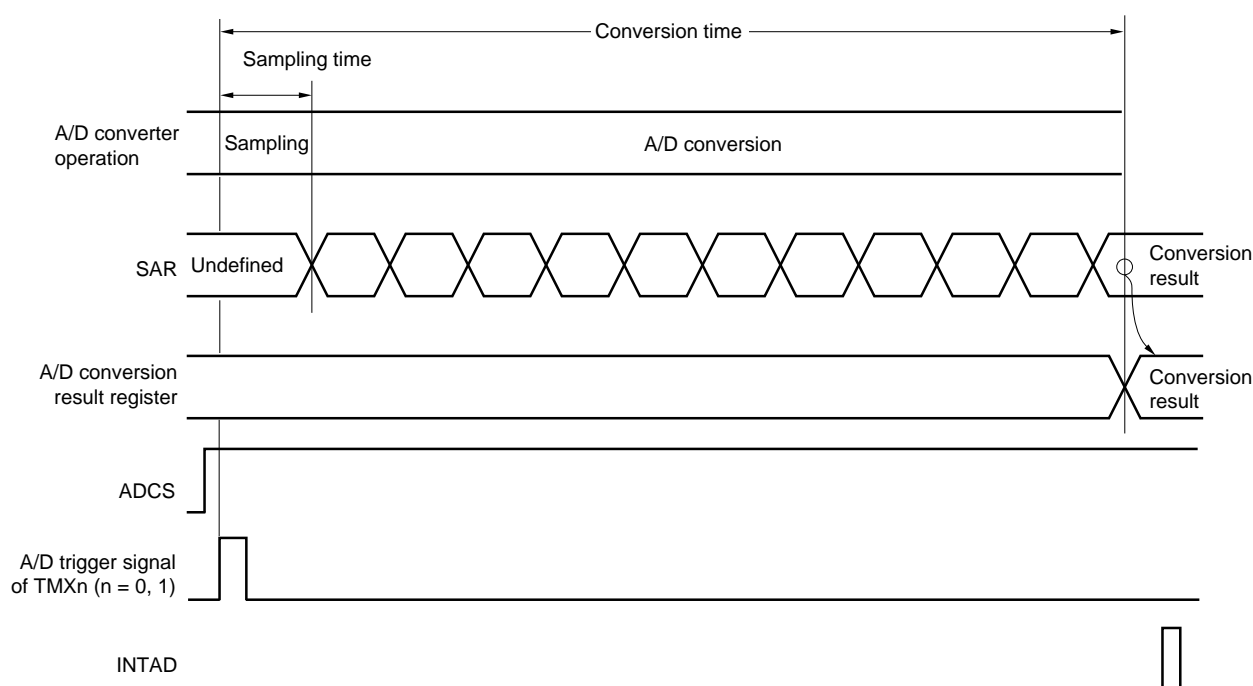 Conversion time
Sampling time
A/D converter
operation
Sampling
A/D conversion
SAR
Undefined
Conversion
result
A/D conversion
result register
Conversion
result
ADCS
A/D trigger signal
of TMXn (n = 0, 1)
INTAD